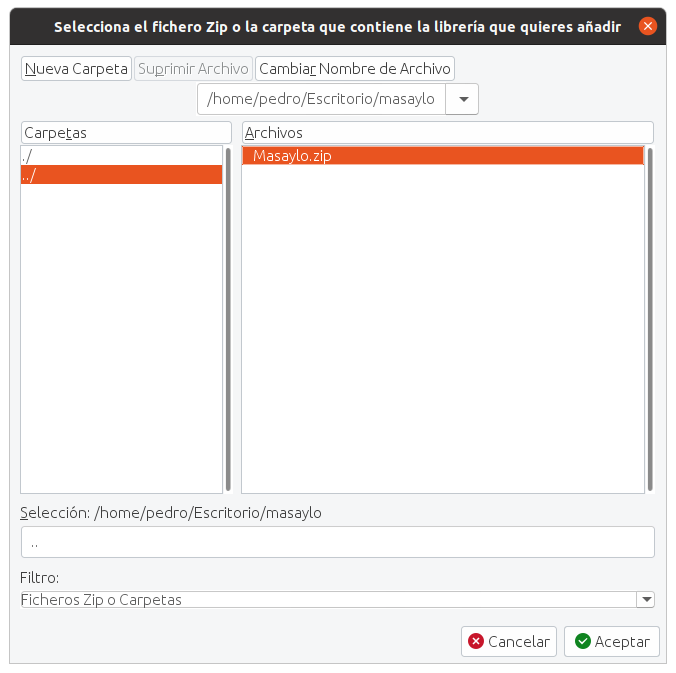 Selecciona el fichero Zip o la carpeta que contiene la librería que quieres añadir
Nueva Carpeta Suprimir Archivo Cambiar Nombre de Archivo
/home/pedro/Escritorio/masaylo
Carpetas Archivos
./ Masaylo.zip
../
Selección: /home/pedro/Escritorio/masaylo
..
Filtro:
Ficheros Zip o Carpetas
Cancelar Aceptar